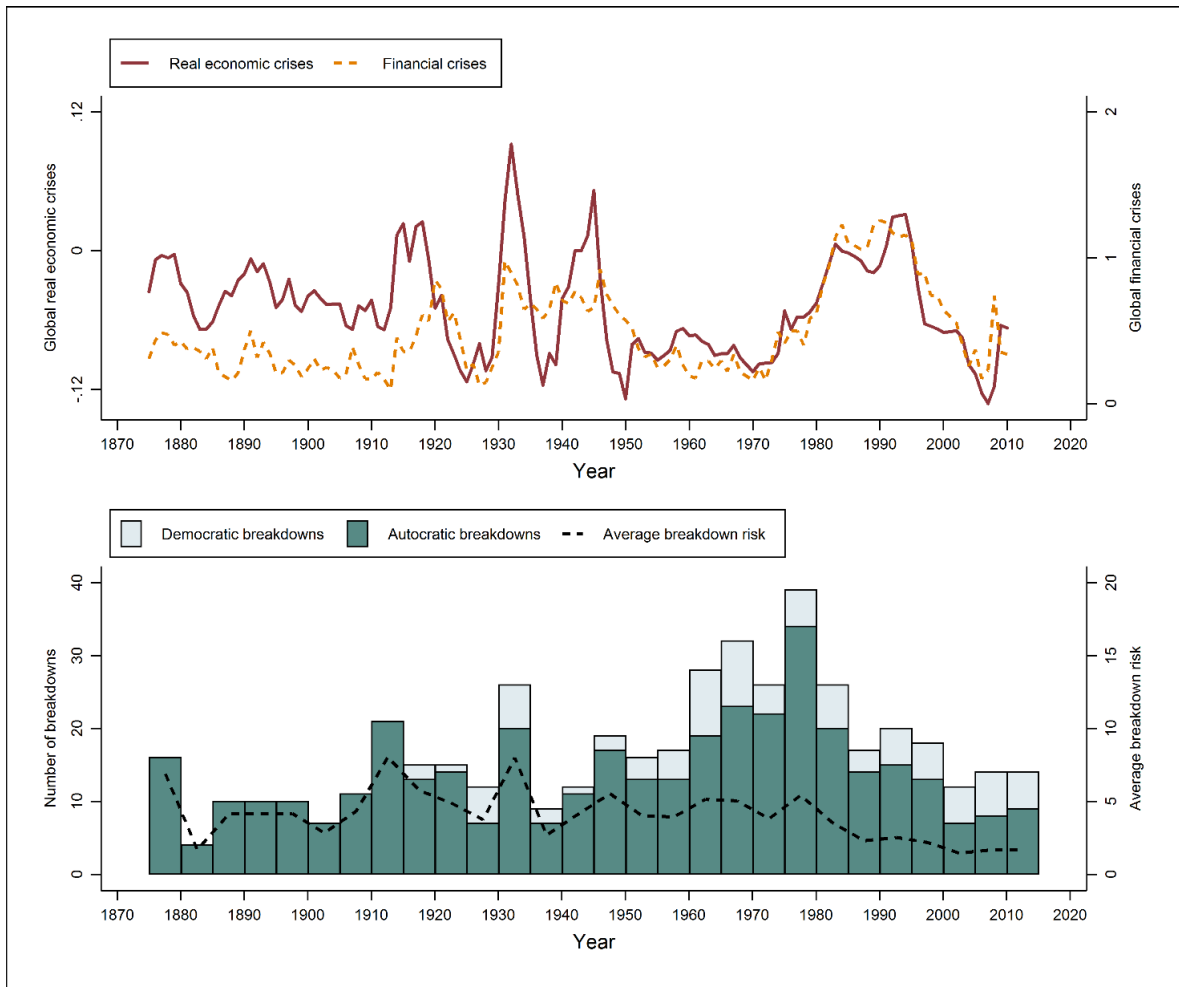 Real economic crises Financial crises
.12 2
0 1
-.12 0
Global real economic crises
Global financial crises
1870 1880 1890 1900 1910 1920 1930 1940 1950 1960 1970 1980 1990 2000 2010 2020
Year
Democratic breakdowns Autocratic breakdowns Average breakdown risk
40 20
30 15
20 10
10 5
0 0
Number of breakdowns
Average breakdown risk
1870 1880 1890 1900 1910 1920 1930 1940 1950 1960 1970 1980 1990 2000 2010 2020
Year